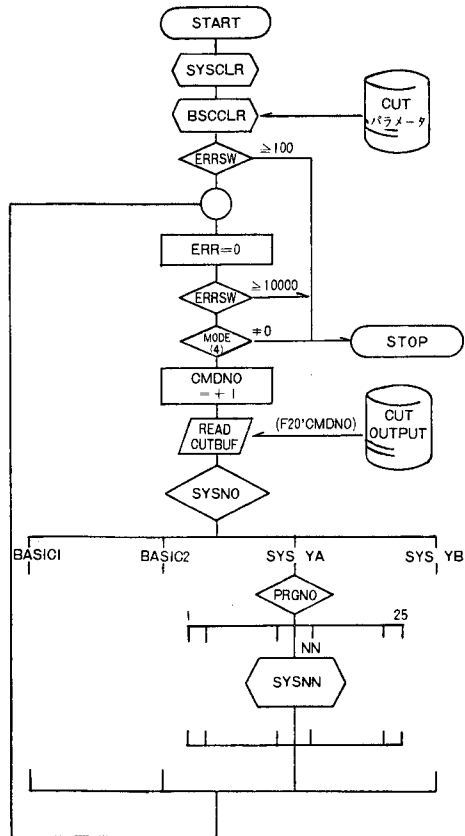 START
SYSCLR
BSCCLR
CUT
パラメータ
ERRSW
≧100
ERR=0
ERRSW
≧10000
MODE
(4)
≠0
STOP
CMDNO
=+1
READ
CUTBUF
(F20'CMDNO)
CUT
OUTPUT
SYSNO
BASIC1
BASIC2
SYS YA
SYS YB
PRGNO
1
25
NN
SYSNN